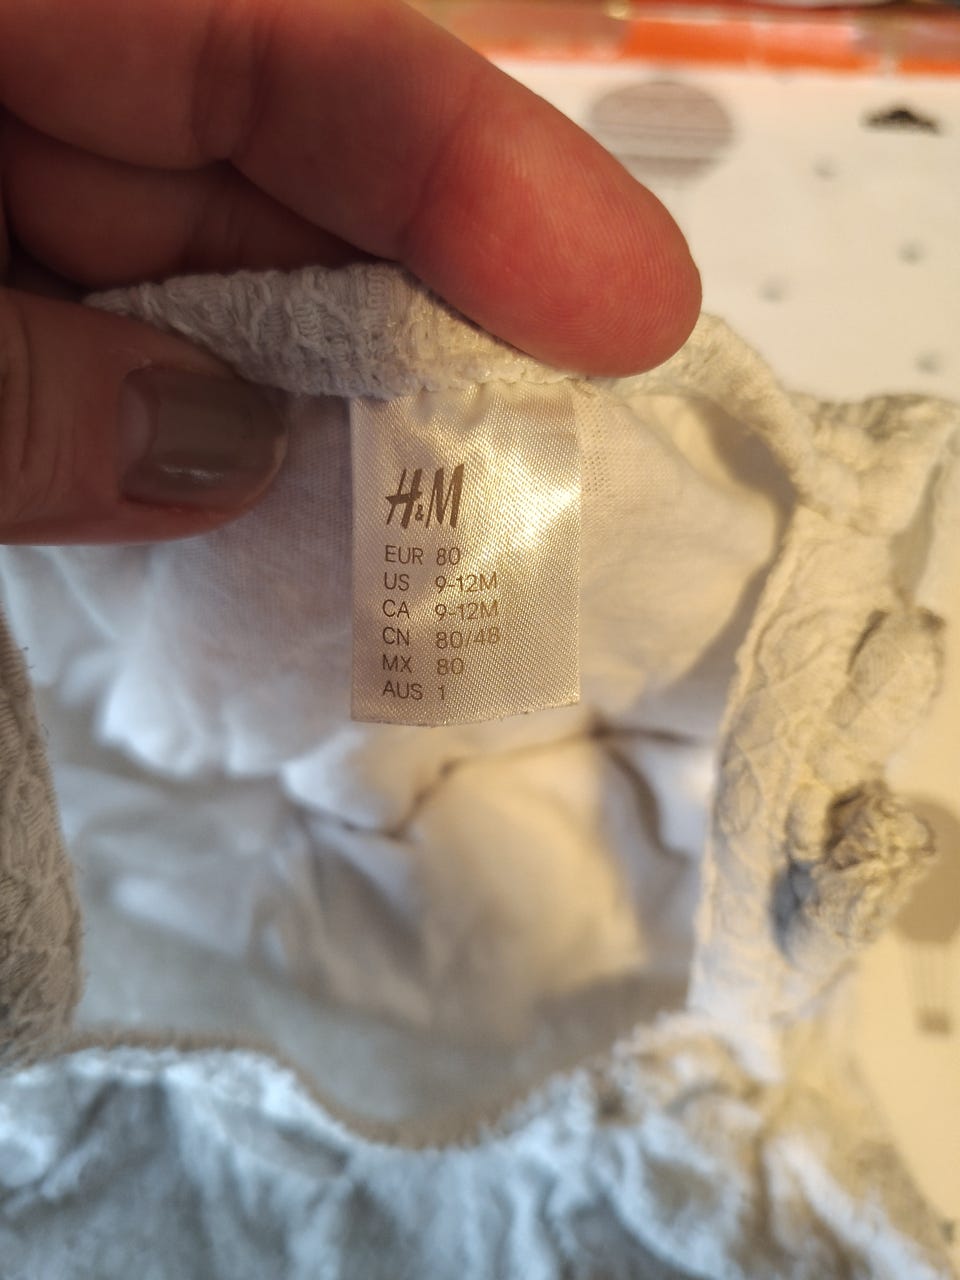 H&M
EUR 80
US 9-12M
CA 9-12M
CN 80/48
MX 80
AUS 1